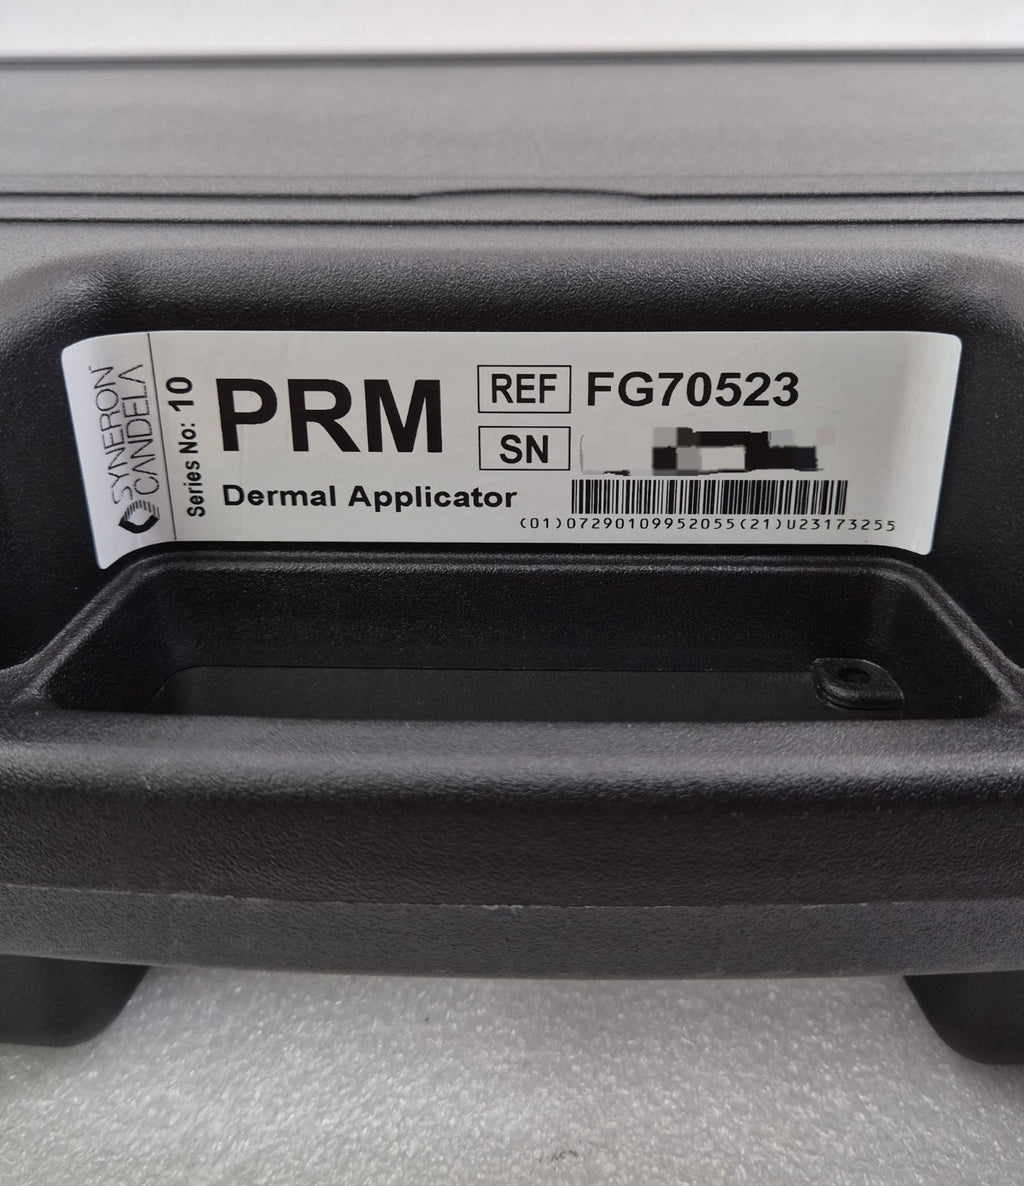 SYNERON
CANDELA
Series No: 10
PRM
Dermal Applicator
REF FG70523
SN
(01)07290109952055(21)U23173255